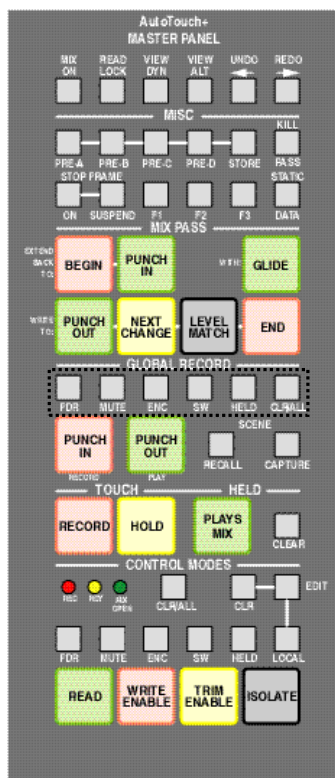 AutoTouch+
MASTER PANEL
MIX ON READ LOCK VIEW DYN VIEW ALT UNDO REDO
MISC
KILL
PRE-A PRE-B PRE-C PRE-D STORE PASS
STOP FRAME STATIC
ON SUSPEND F1 F2 F3 DATA
MIX PASS
EXTEND BACK TO: BEGIN PUNCH IN WITH: GLIDE
WRITE TO: PUNCH OUT NEXT CHANGE LEVEL MATCH END
GLOBAL RECORD
FDR MUTE ENC SW HELD CLR/ALL
SCENE
PUNCH IN PUNCH OUT
RECORD PLAY RECALL CAPTURE
TOUCH HELD
RECORD HOLD PLAYS MIX
CLEAR
CONTROL MODES
REC RDY MIX OPEN CLR/ALL CLR EDIT
FDR MUTE ENC SW HELD LOCAL
READ WRITE ENABLE TRIM ENABLE ISOLATE